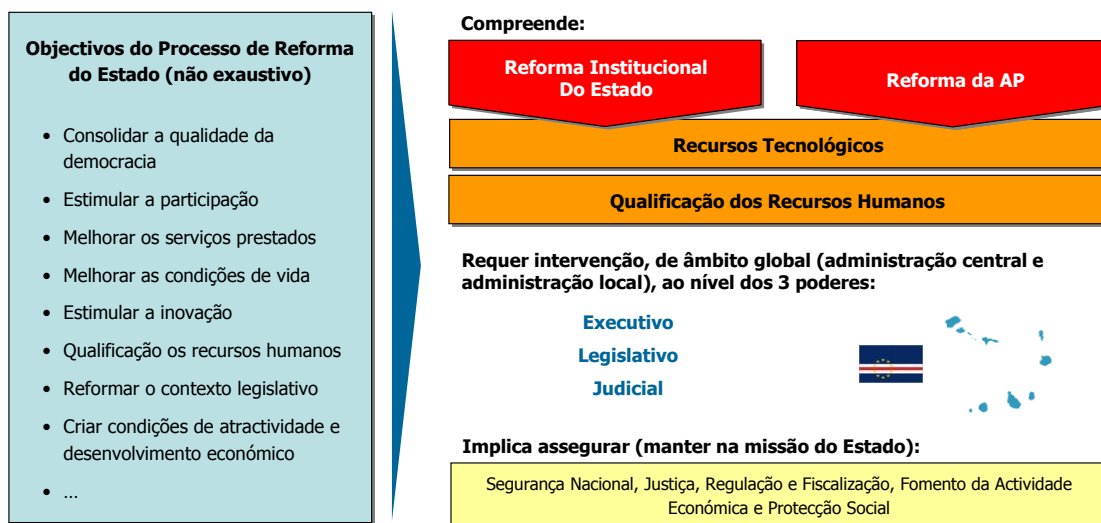 Objectivos do Processo de Reforma
do Estado (não exaustivo)
• Consolidar a qualidade da
democracia
• Estimular a participação
• Melhorar os serviços prestados
• Melhorar as condições de vida
• Estimular a inovação
• Qualificação os recursos humanos
• Reformar o contexto legislativo
• Criar condições de atractividade e
desenvolvimento económico
• ...
Compreende:
Reforma Institucional
Do Estado
Reforma da AP
Recursos Tecnológicos
Qualificação dos Recursos Humanos
Requer intervenção, de âmbito global (administração central e
administração local), ao nível dos 3 poderes:
Executivo
Legislativo
Judicial
Implica assegurar (manter na missão do Estado):
Segurança Nacional, Justiça, Regulação e Fiscalização, Fomento da Actividade
Económica e Protecção Social